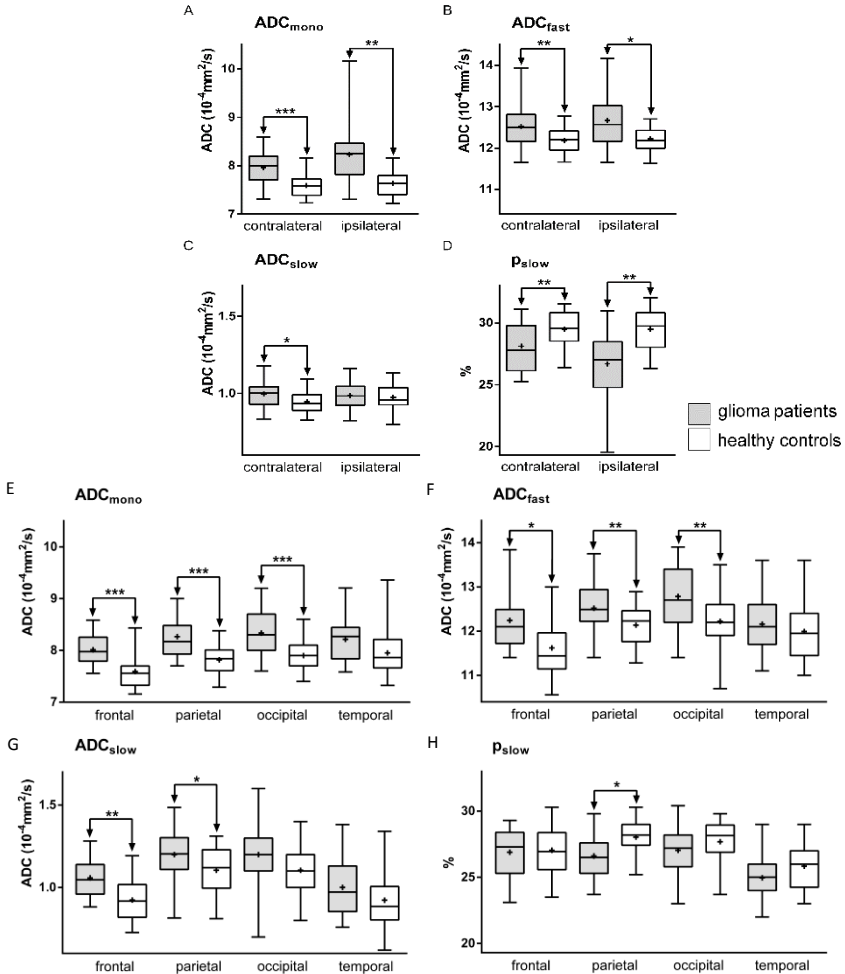 A
ADCmono
ADC (10-4mm2/s)
10
9
8
7
***
**
contralateral ipsilateral
B
ADCfast
ADC (10-4mm2/s)
14
13
12
11
**
*
contralateral ipsilateral
C
ADCslow
ADC (10-4mm2/s)
1.5
1.0
*
contralateral ipsilateral
D
pslow
%
30
25
20
**
**
contralateral ipsilateral
glioma patients
healthy controls
E
ADCmono
ADC (10-4mm2/s)
10
9
8
7
***
***
***
frontal parietal occipital temporal
F
ADCfast
ADC (10-4mm2/s)
14
13
12
11
10
*
**
**
frontal parietal occipital temporal
G
ADCslow
ADC (10-4mm2/s)
1.5
1.0
**
*
frontal parietal occipital temporal
H
pslow
%
30
25
20
*
frontal parietal occipital temporal